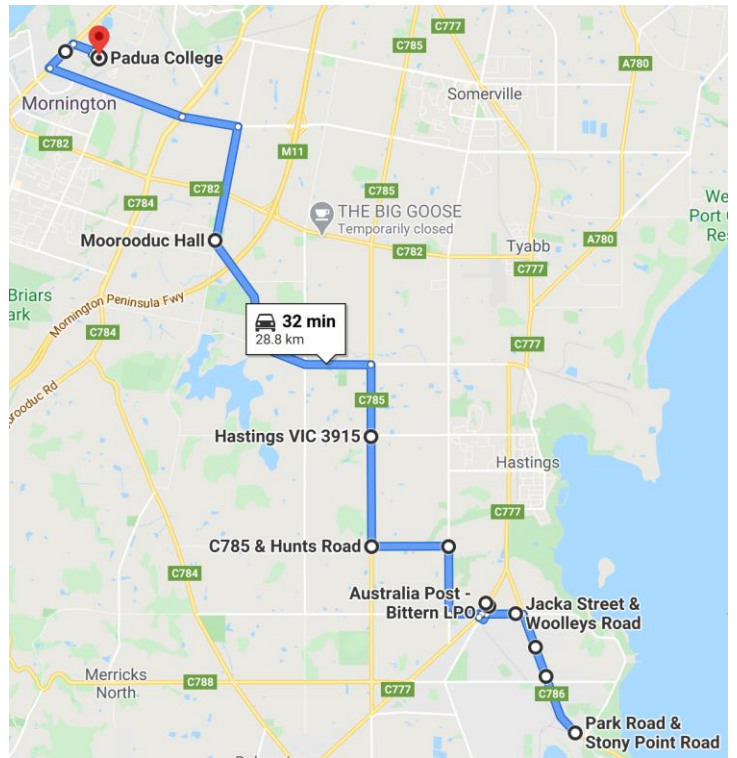 Padua College
C777
C785
A780
Mornington
Somerville
C782
M11
C782
C785
C784
THE BIG GOOSE
Temporarily closed
We
Port
Res
Moorooduc Hall
Tyabb
A780
C782
C777
Briars
ark
Mornington Peninsula Fwy
32 min
28.8 km
C784
C777
oorooduc Rd
C785
Hastings VIC 3915
Hastings
C777
C785 & Hunts Road
C784
Australia Post -
Bittern LPO
Jacka Street &
Woolleys Road
Merricks
North
C788
C777
C786
Park Road &
Stony Point Road